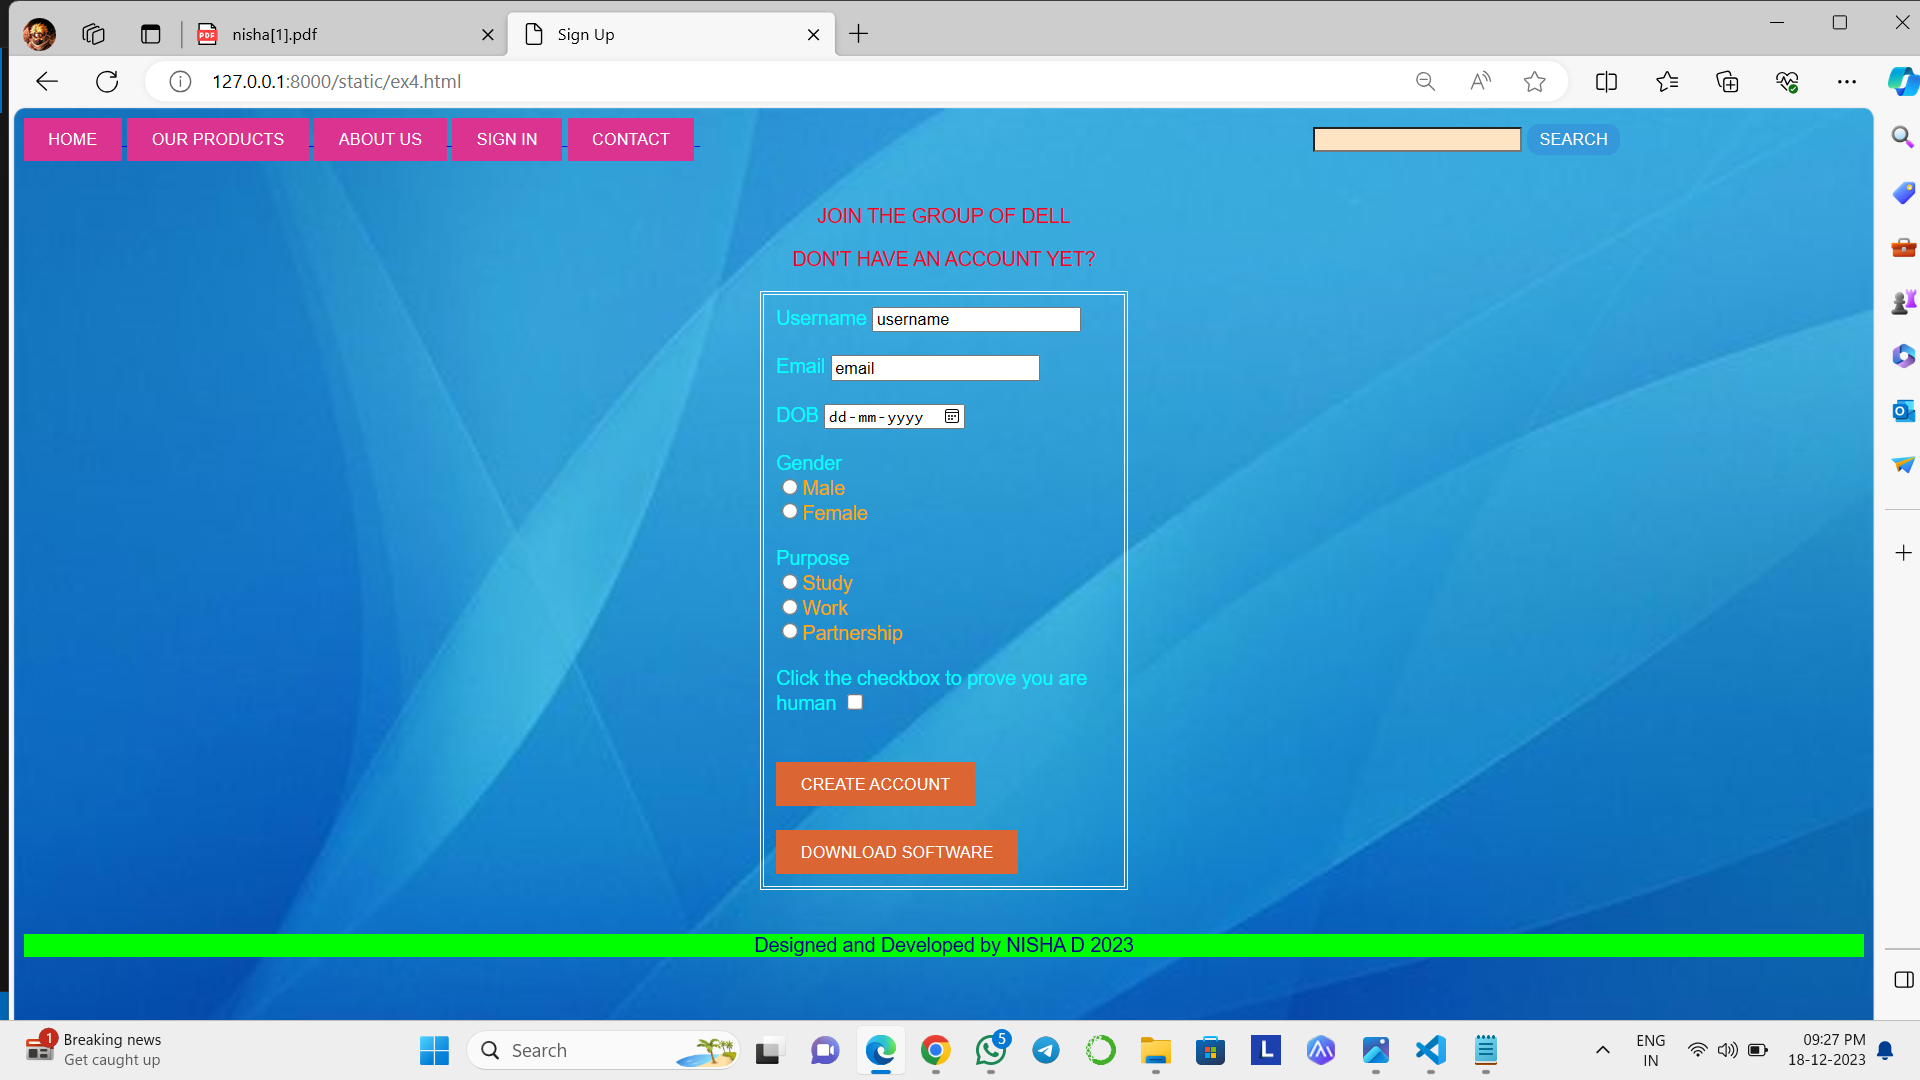 nisha[1].pdf
Sign Up
127.0.0.1:8000/static/ex4.html
HOME OUR PRODUCTS ABOUT US SIGN IN CONTACT SEARCH
JOIN THE GROUP OF DELL
DON'T HAVE AN ACCOUNT YET?
Username username
Email email
DOB dd-mm-yyyy
Gender
Male
Female
Purpose
Study
Work
Partnership
Click the checkbox to prove you are
human
CREATE ACCOUNT
DOWNLOAD SOFTWARE
Designed and Developed by NISHA D 2023
1 Breaking news
Get caught up
Search
5
ENG
IN
09:27 PM
18-12-2023